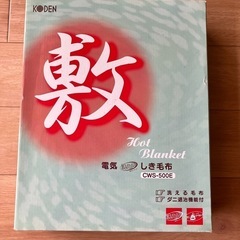 KODEN
敷
Hot
Blanket
電気 しき毛布
CWS-500E
洗える毛布
ダニ退治機能付